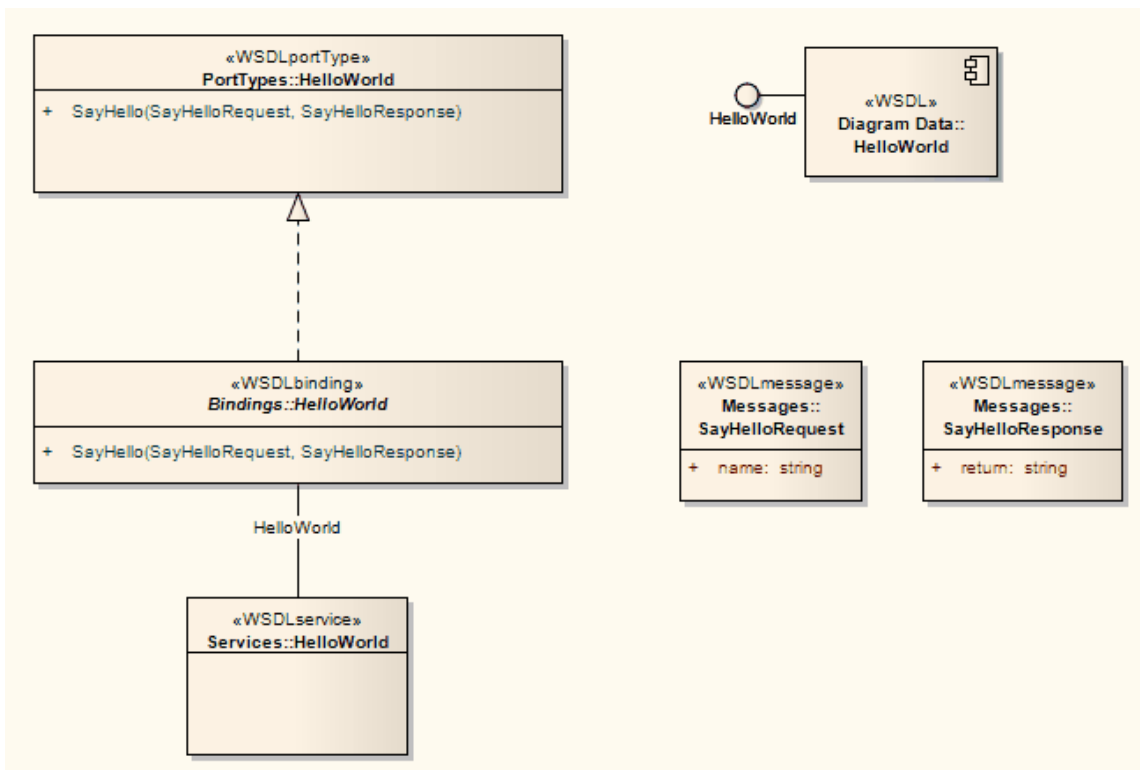 «WSDLportType»
PortTypes::HelloWorld
+ SayHello(SayHelloRequest, SayHelloResponse)
HelloWorld
«WSDL»
Diagram Data::
HelloWorld
«WSDLbinding»
Bindings::HelloWorld
+ SayHello(SayHelloRequest, SayHelloResponse)
«WSDLmessage»
Messages::
SayHelloRequest
+ name: string
«WSDLmessage»
Messages::
SayHelloResponse
+ return: string
HelloWorld
«WSDLservice»
Services::HelloWorld